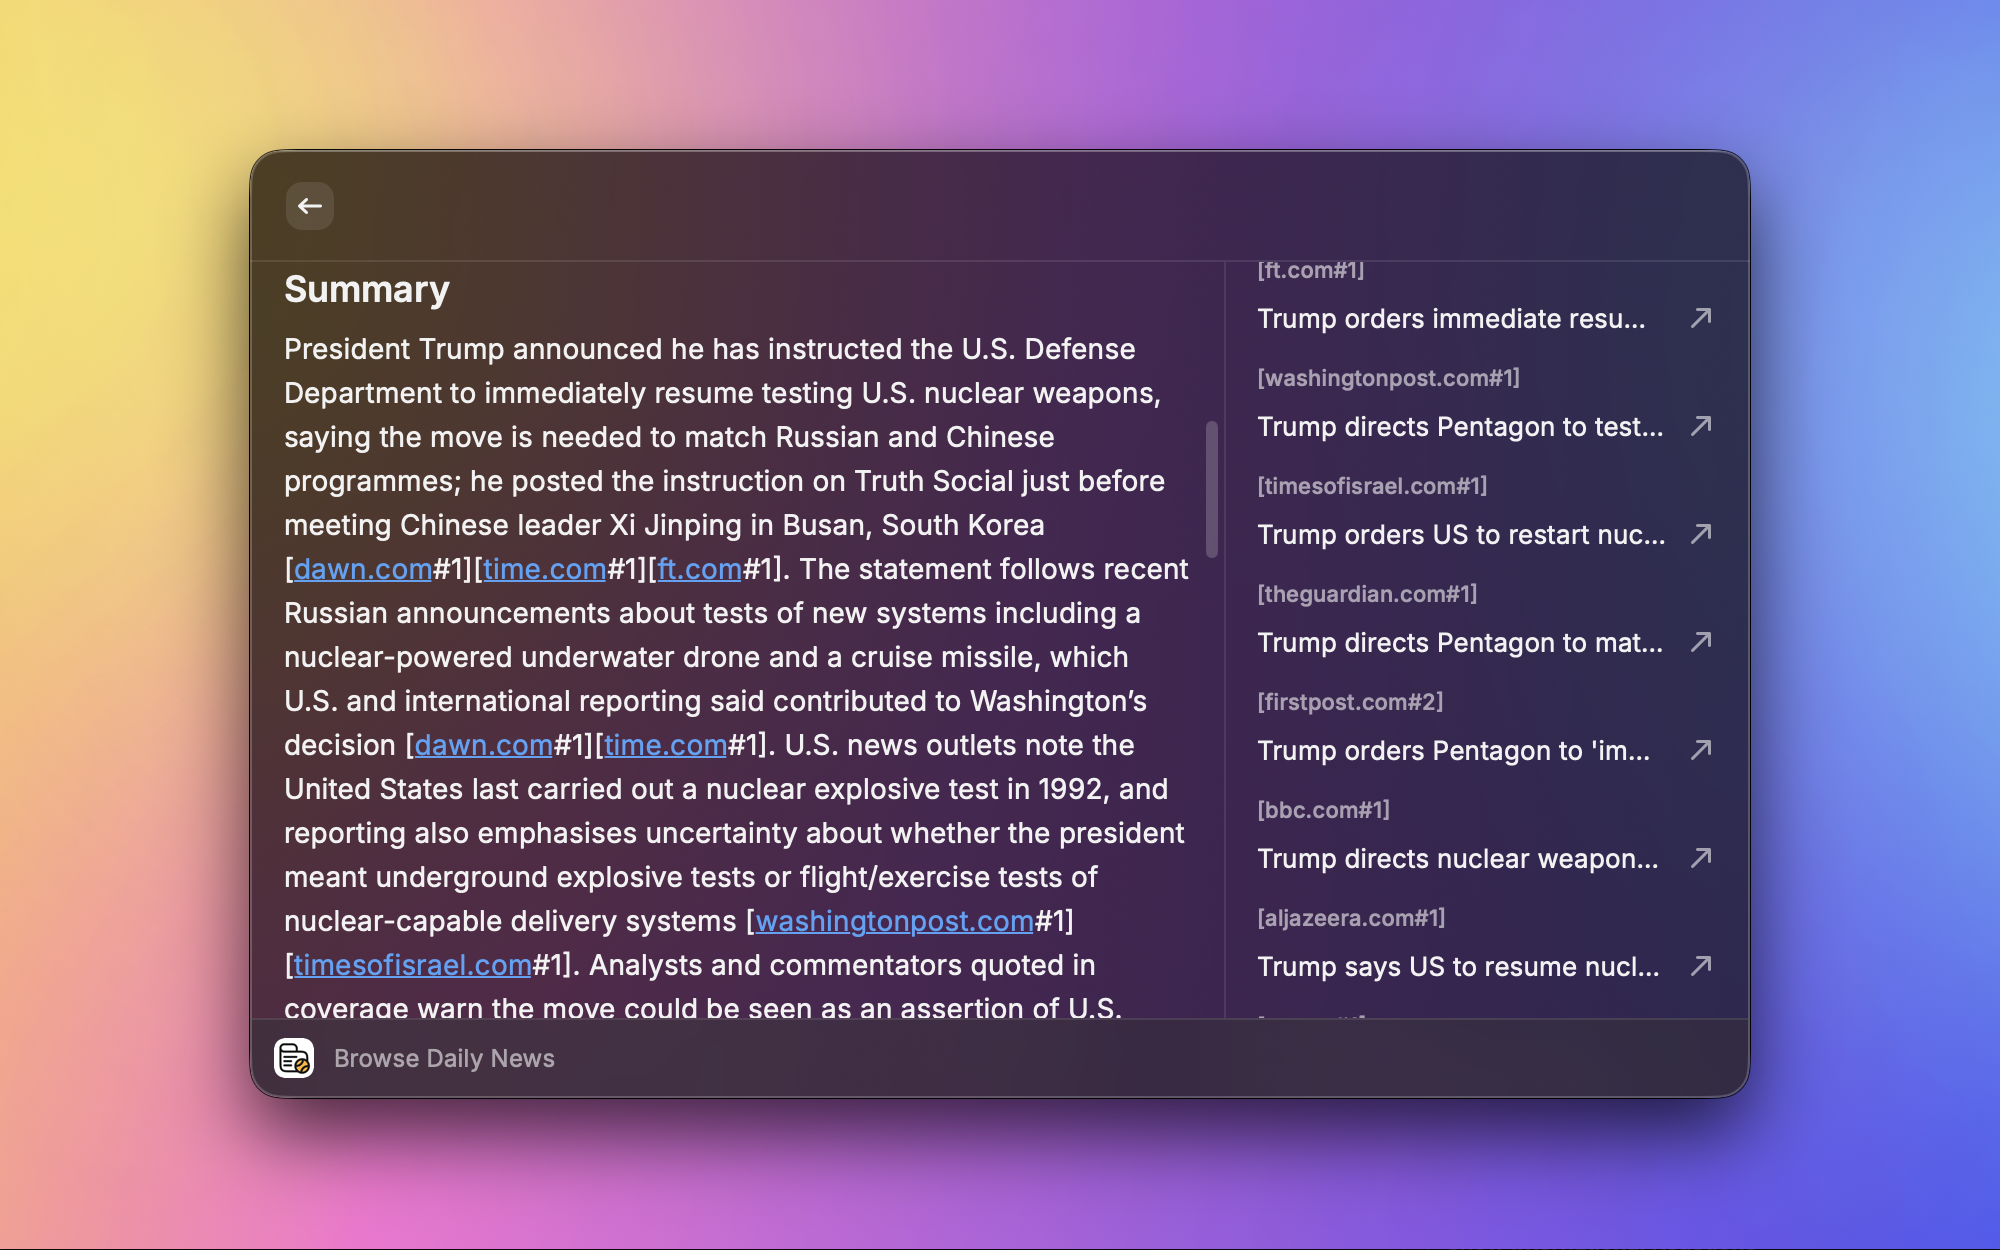 Summary
President Trump announced he has instructed the U.S. Defense
Department to immediately resume testing U.S. nuclear weapons,
saying the move is needed to match Russian and Chinese
programmes; he posted the instruction on Truth Social just before
meeting Chinese leader Xi Jinping in Busan, South Korea
[dawn.com#1][time.com#1][ft.com#1]. The statement follows recent
Russian announcements about tests of new systems including a
nuclear-powered underwater drone and a cruise missile, which
U.S. and international reporting said contributed to Washington’s
decision [dawn.com#1][time.com#1]. U.S. news outlets note the
United States last carried out a nuclear explosive test in 1992, and
reporting also emphasises uncertainty about whether the president
meant underground explosive tests or flight/exercise tests of
nuclear-capable delivery systems [washingtonpost.com#1]
[timesofisrael.com#1]. Analysts and commentators quoted in
coverage warn the move could be seen as an assertion of U.S.
[ft.com#1]
Trump orders immediate resu...
[washingtonpost.com#1]
Trump directs Pentagon to test...
[timesofisrael.com#1]
Trump orders US to restart nuc...
[theguardian.com#1]
Trump directs Pentagon to mat...
[firstpost.com#2]
Trump orders Pentagon to 'im...
[bbc.com#1]
Trump directs nuclear weapon...
[aljazeera.com#1]
Trump says US to resume nucl...
Browse Daily News